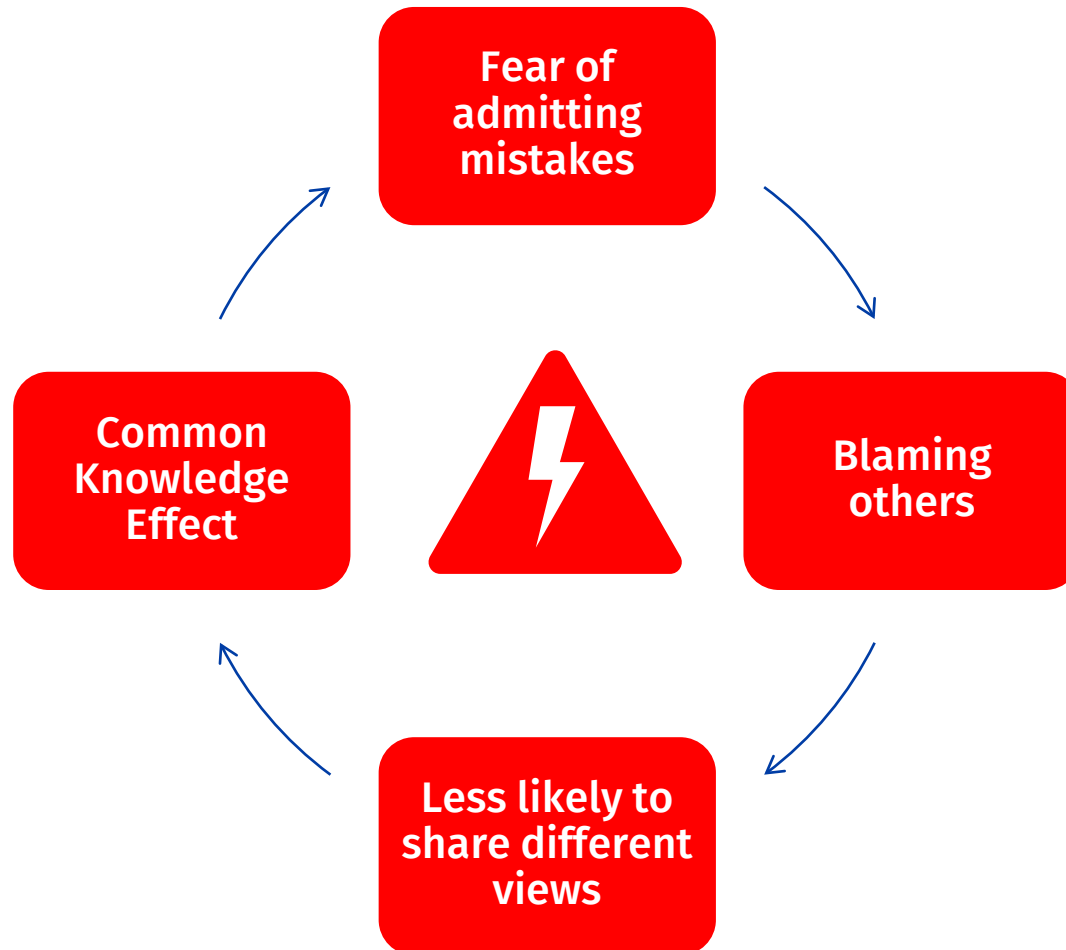 Fear of
admitting
mistakes
Blaming
others
Less likely to
share different
views
Common
Knowledge
Effect